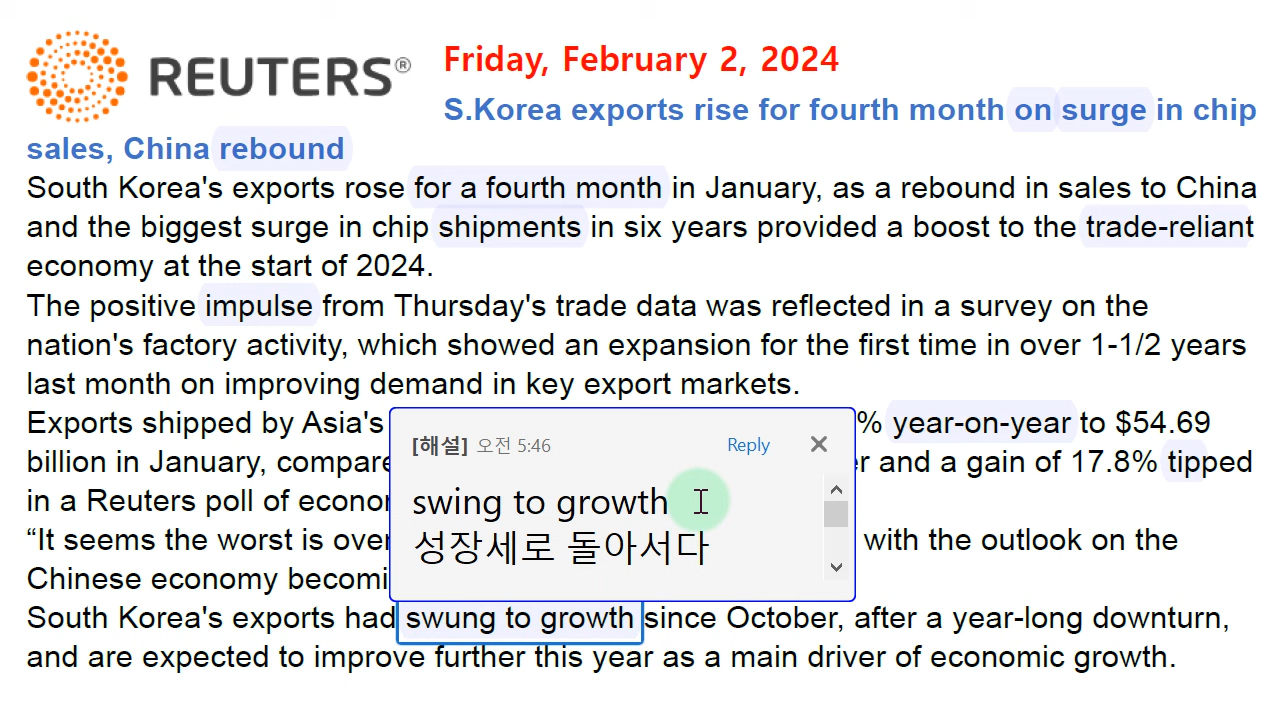 REUTERS®
Friday, February 2, 2024
S.Korea exports rise for fourth month on surge in chip
sales, China rebound
South Korea's exports rose for a fourth month in January, as a rebound in sales to China
and the biggest surge in chip shipments in six years provided a boost to the trade-reliant
economy at the start of 2024.
The positive impulse from Thursday's trade data was reflected in a survey on the
nation's factory activity, which showed an expansion for the first time in over 1-1/2 years
last month on improving demand in key export markets.
Exports shipped by Asia's % year-on-year to $54.69
billion in January, and a gain of 17.8% tipped
in a Reuters poll of
“It seems the worst is with the outlook on the
Chinese economy
[해설] 오전 5:46 Reply
swing to growth
성장세로 돌아서다
South Korea's exports had swung to growth since October, after a year-long downturn,
and are expected to improve further this year as a main driver of economic growth.